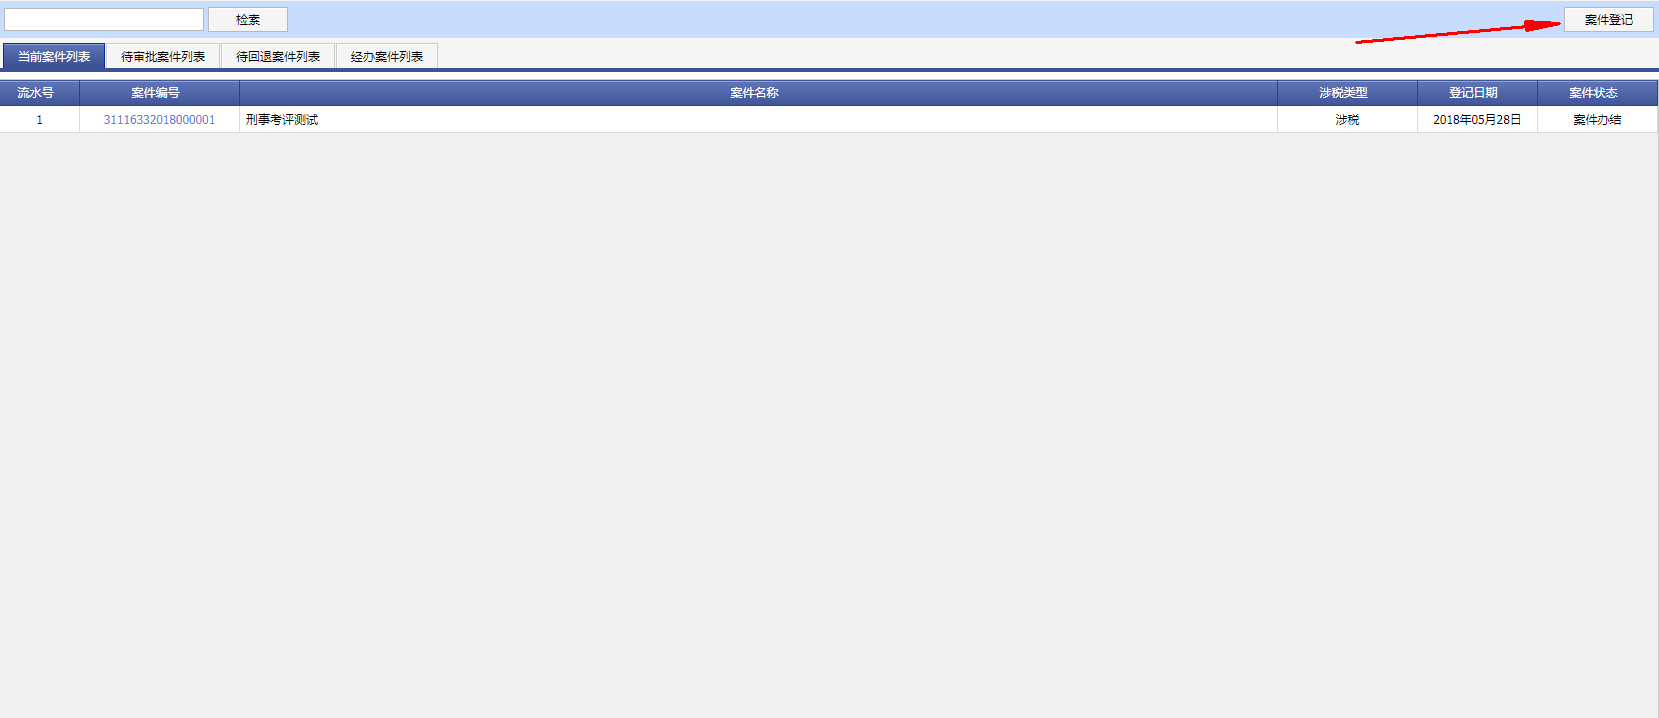 检索 案件登记
当前案件列表 待审批案件列表 待回退案件列表 经办案件列表
流水号 案件编号 案件名称 涉税类型 登记日期 案件状态
1 31116332018000001 刑事考评测试 涉税 2018年05月28日 案件办结